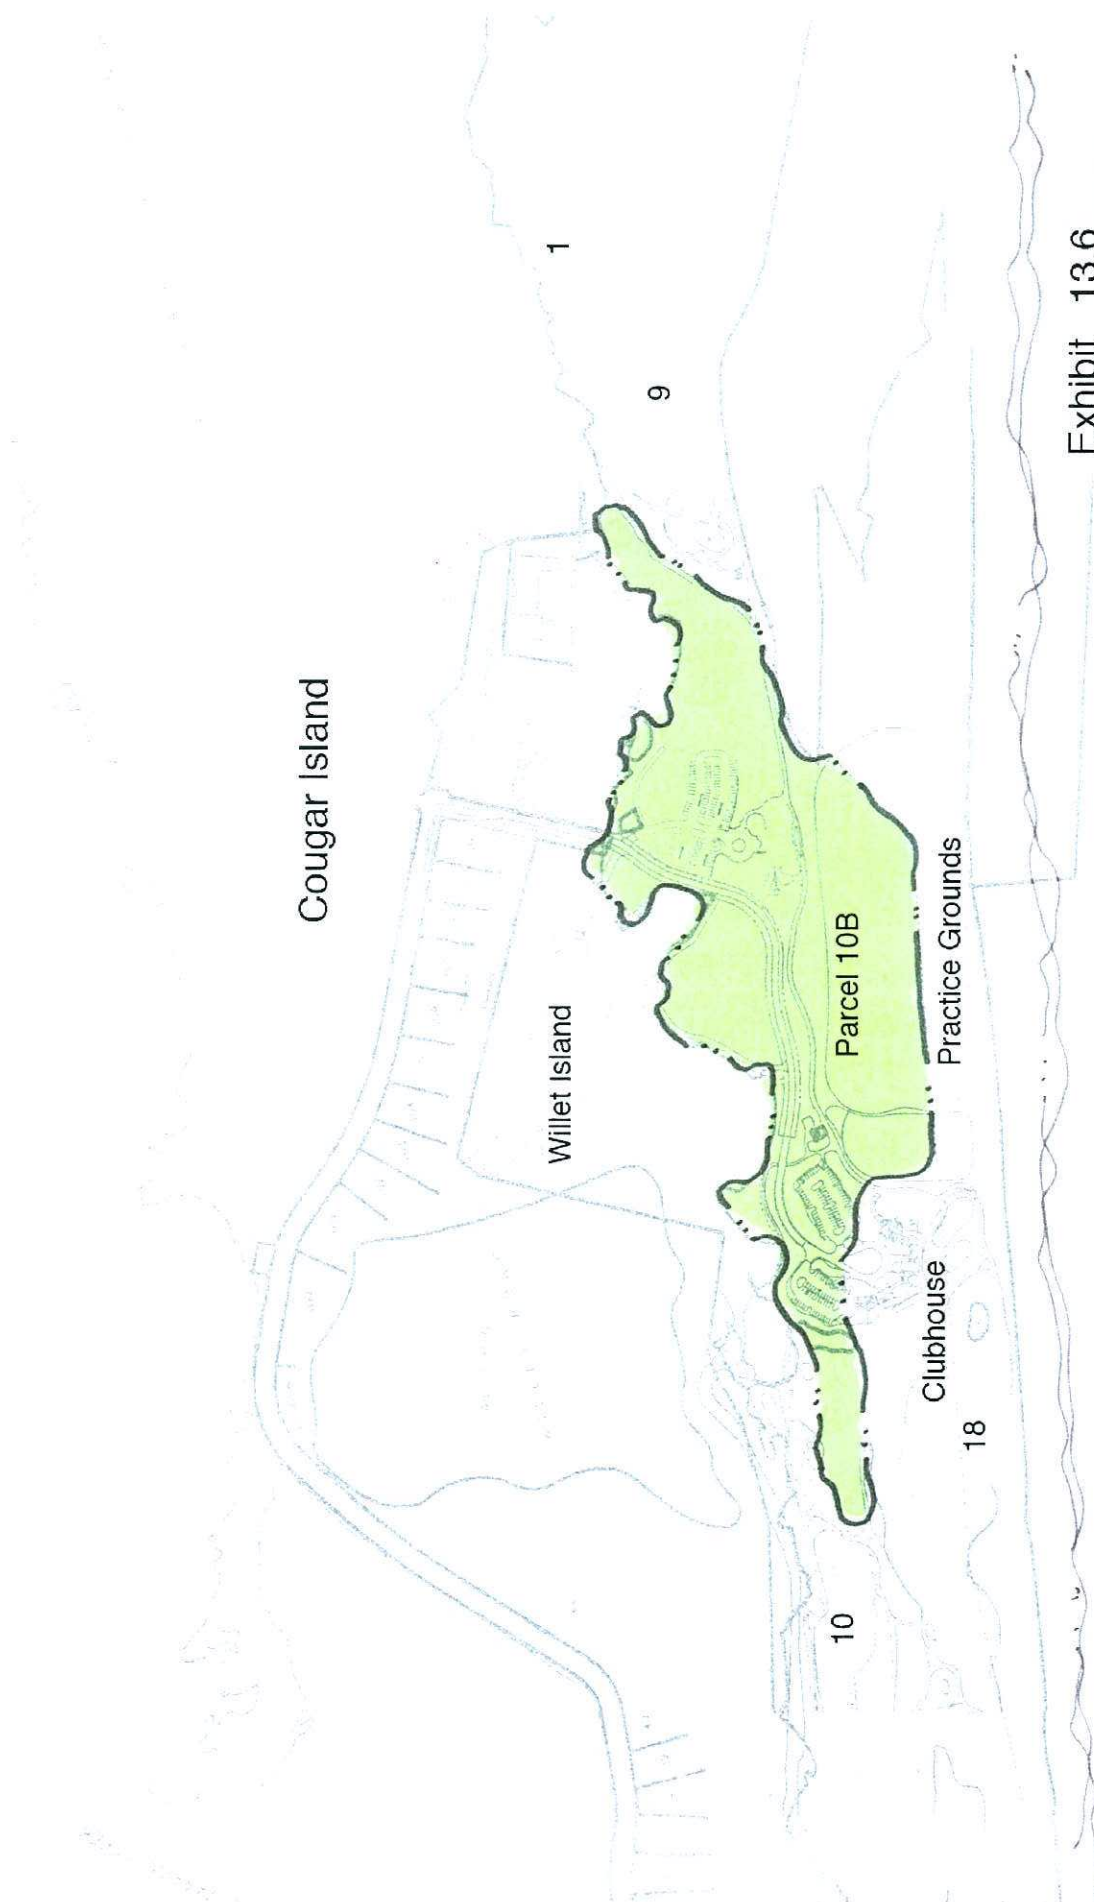 Cougar Island
Willet Island
1
9
Parcel 10B
Practice Grounds
Clubhouse
18
10
Exhibit 13.6